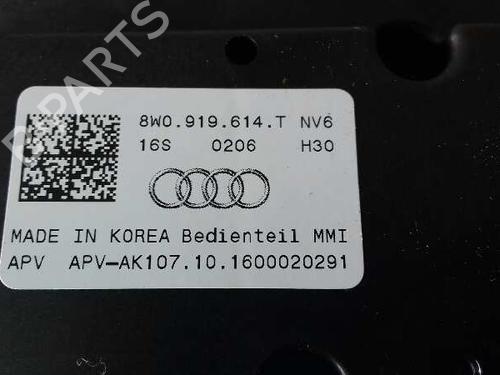 B-PARTS
8W0.919.614.T NV6
16S 0206 H30
MADE IN KOREA Bedienteil MMI
APV APV-AK107.10.1600020291